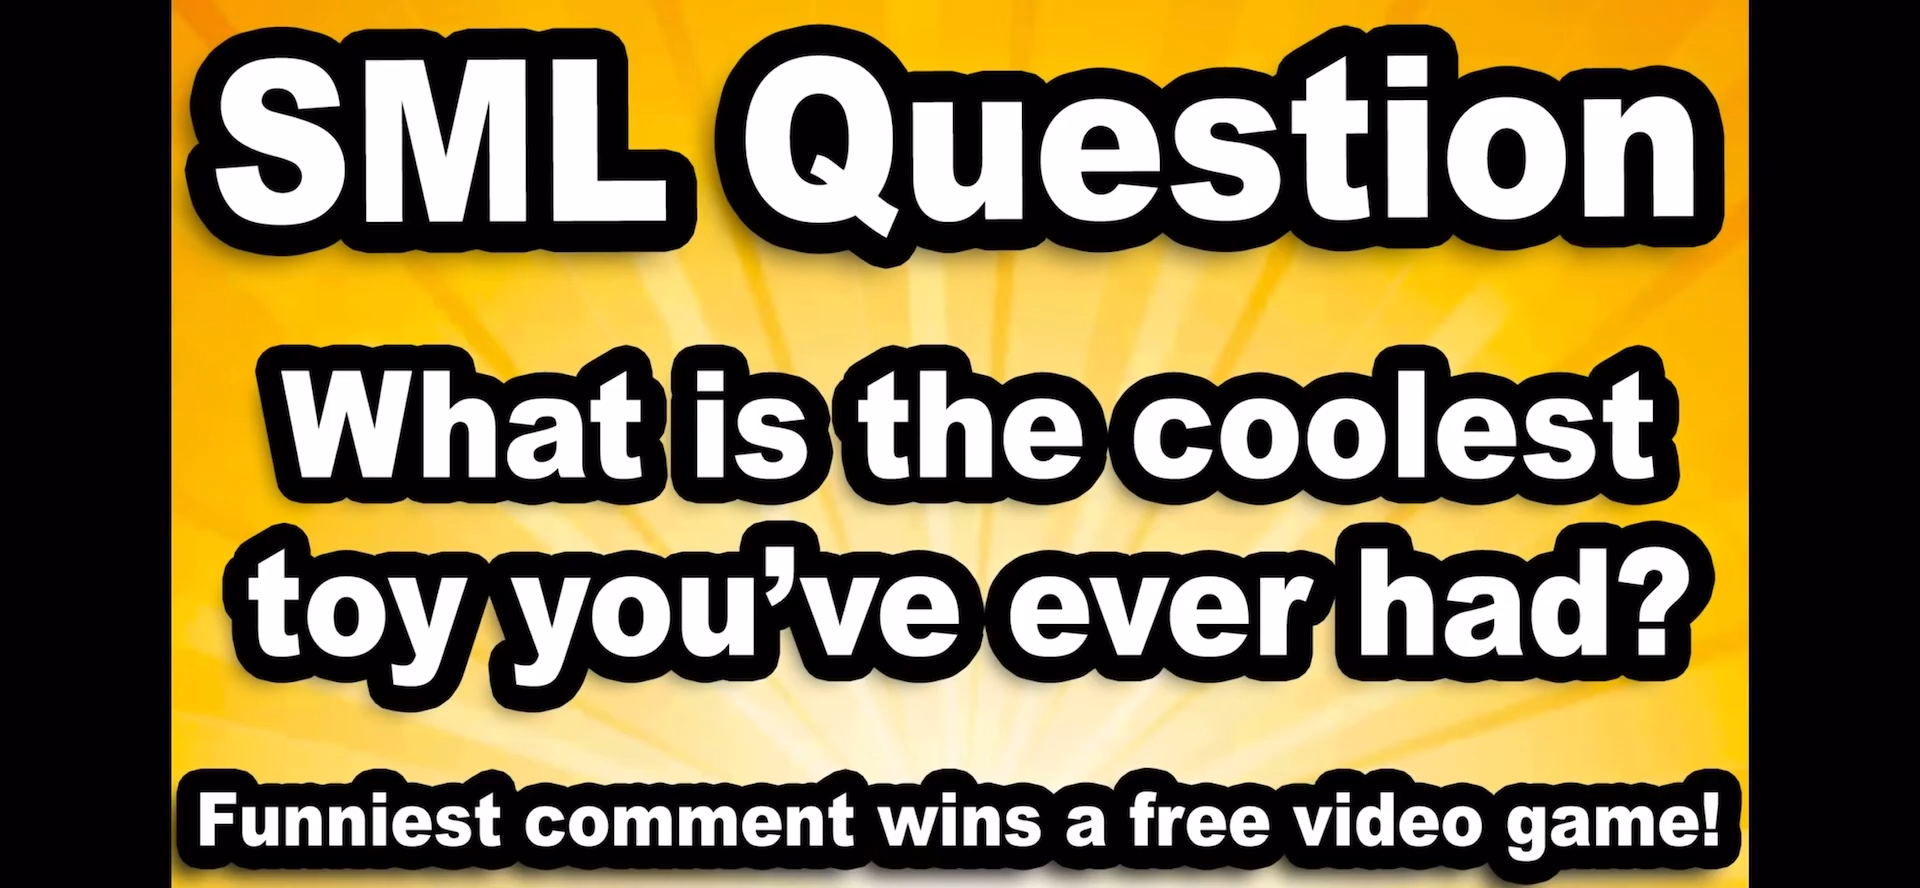 SML Question
What is the coolest
toy you’ve ever had?
Funniest comment wins a free video game!